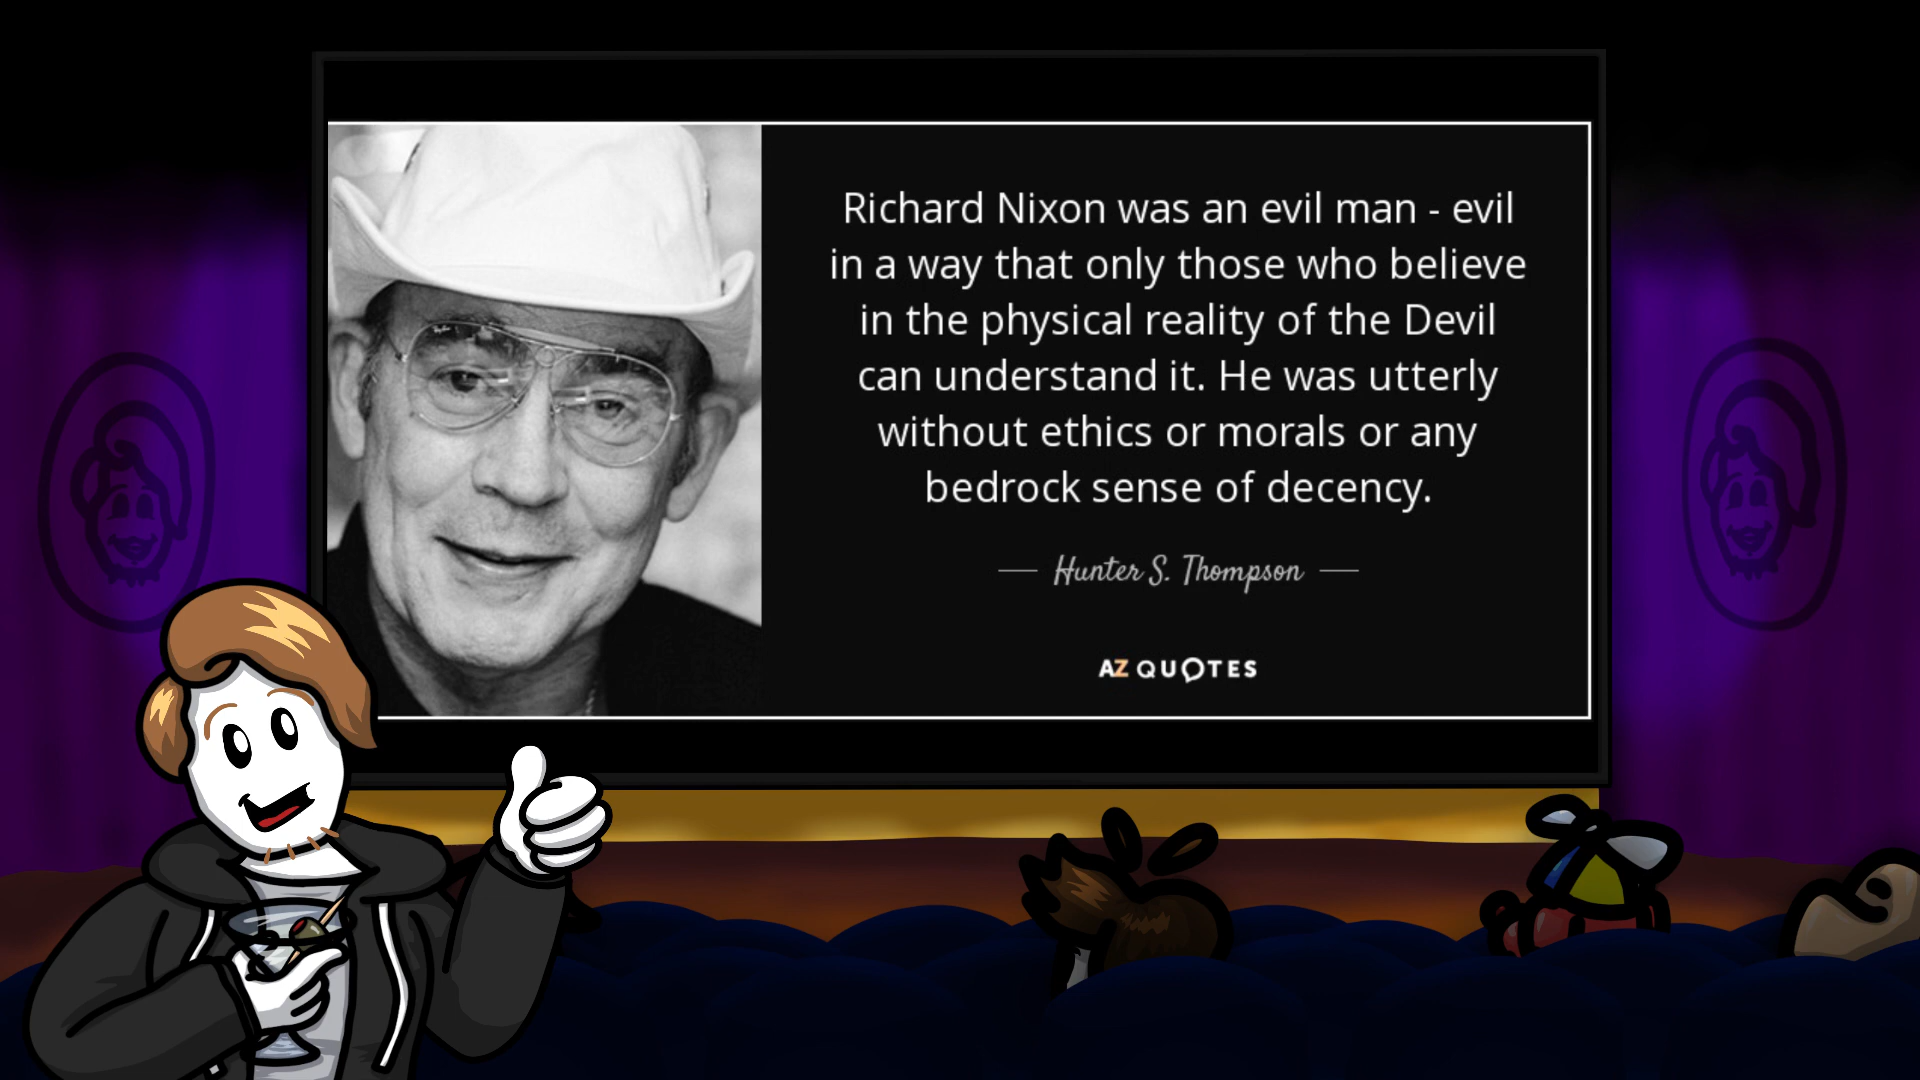 Richard Nixon was an evil man - evil
in a way that only those who believe
in the physical reality of the Devil
can understand it. He was utterly
without ethics or morals or any
bedrock sense of decency.
Hunter S. Thompson
AZ QUOTES